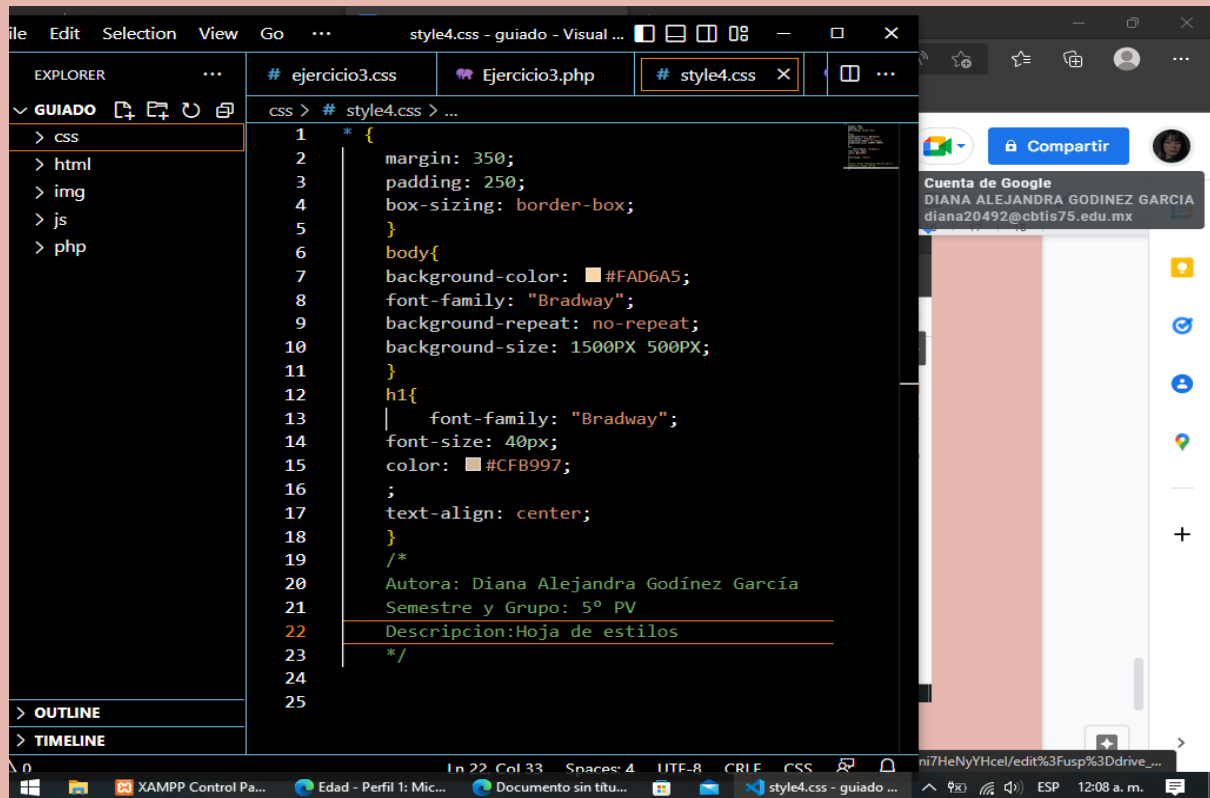 ile Edit Selection View Go ··· style4.css - guiado - Visual ...
EXPLORER ···
# ejercicio3.css Ejercicio3.php # style4.css
GUIADO
css > # style4.css > ...
> css
> html
> img
> js
> php
1 * {
2 margin: 350;
3 padding: 250;
4 box-sizing: border-box;
5 }
6 body{
7 background-color: #FAD6A5;
8 font-family: "Bradway";
9 background-repeat: no-repeat;
10 background-size: 1500PX 500PX;
11 }
12 h1{
13 font-family: "Bradway";
14 font-size: 40px;
15 color: #CFB997;
16 ;
17 text-align: center;
18 }
19 /*
20 Autora: Diana Alejandra Godínez García
21 Semestre y Grupo: 5º PV
22 Descripcion:Hoja de estilos
23 */
24
25
> OUTLINE
> TIMELINE
0 Ln 22, Col 33 Spaces: 4 UTF-8 CRLF CSS
Compartir
Cuenta de Google
DIANA ALEJANDRA GODINEZ GARCIA
diana20492@cbtis75.edu.mx
17 18
ni7HeNyYHceI/edit%3Fusp%3Ddrive_...
XAMPP Control Pa... Edad - Perfil 1: Mic... Documento sin títu... style4.css - guiado ... ESP 12:08 a. m.